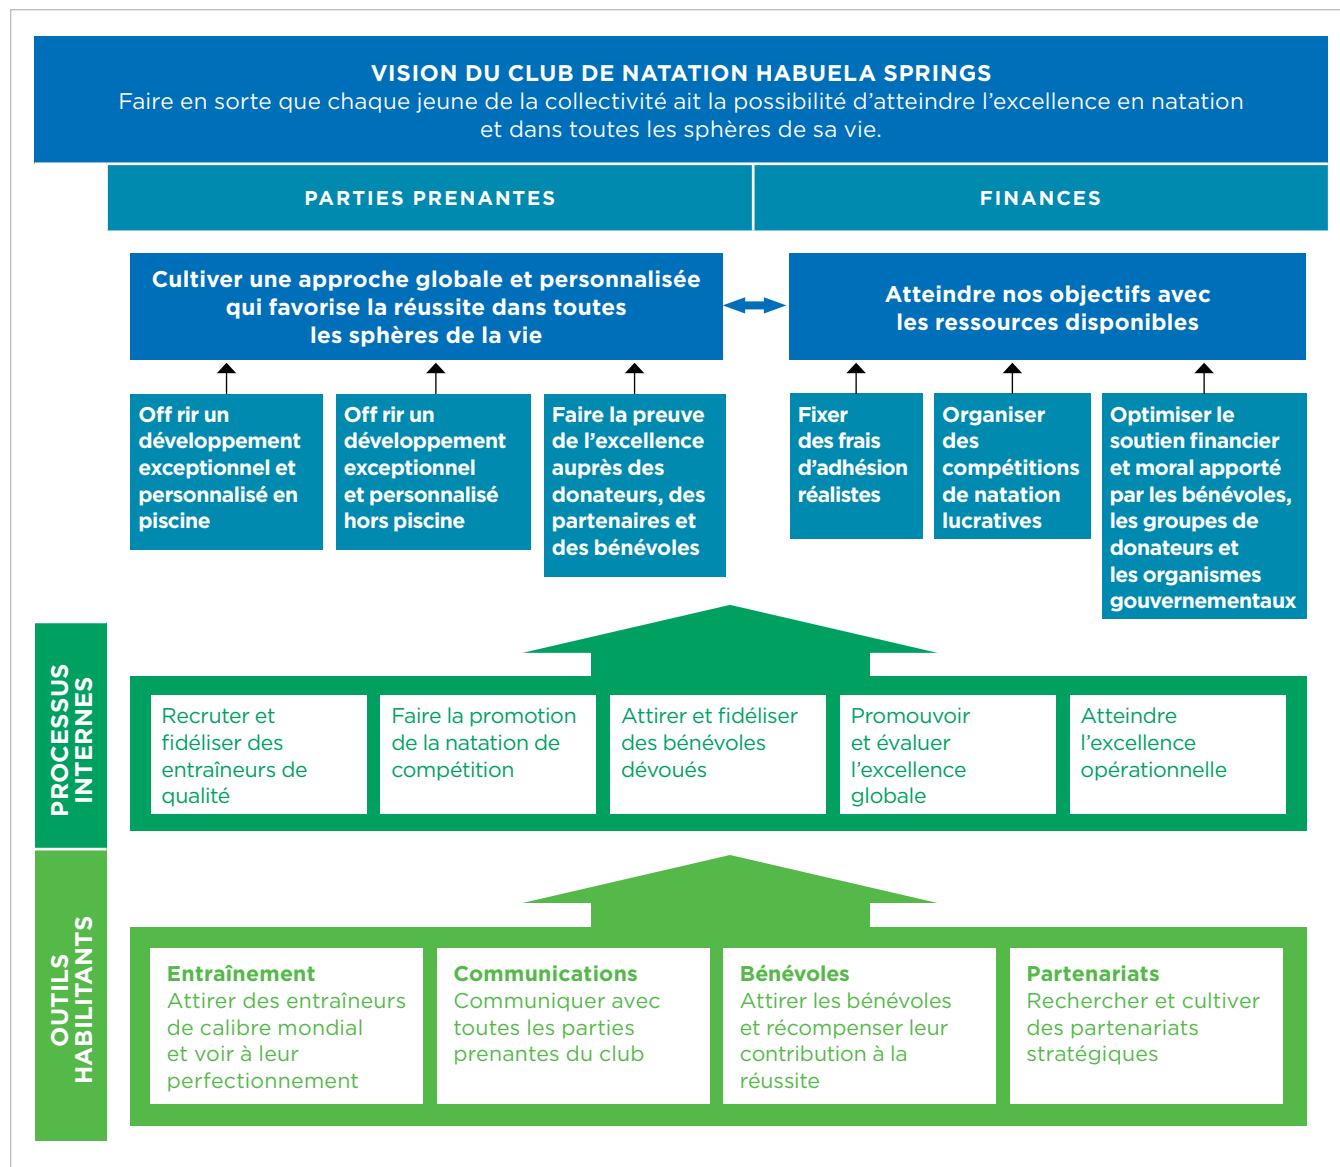 VISION DU CLUB DE NATATION HABUELA SPRINGS
Faire en sorte que chaque jeune de la collectivité ait la possibilité d’atteindre l’excellence en natation
et dans toutes les sphères de sa vie.
PARTIES PRENANTES
FINANCES
Cultiver une approche globale et personnalisée
qui favorise la réussite dans toutes
les sphères de la vie
Atteindre nos objectifs avec
les ressources disponibles
Off rir un
développement
exceptionnel et
personnalisé en
piscine
Off rir un
développement
exceptionnel
et personnalisé
hors piscine
Faire la preuve
de l’excellence
auprès des
donateurs, des
partenaires et
des bénévoles
Fixer
des frais
d’adhésion
réalistes
Organiser
des
compétitions
de natation
lucratives
Optimiser le
soutien financier
et moral apporté
par les bénévoles,
les groupes de
donateurs et
les organismes
gouvernementaux
PROCESSUS
INTERNES
Recruter et
fidéliser des
entraîneurs de
qualité
Faire la promotion
de la natation de
compétition
Attirer et fidéliser
des bénévoles
dévoués
Promouvoir
et évaluer
l’excellence
globale
Atteindre
l’excellence
opérationnelle
OUTILS
HABILITANTS
Entraînement
Attirer des entraîneurs
de calibre mondial
et voir à leur
perfectionnement
Communications
Communiquer avec
toutes les parties
prenantes du club
Bénévoles
Attirer les bénévoles
et récompenser leur
contribution à la
réussite
Partenariats
Rechercher et cultiver
des partenariats
stratégiques